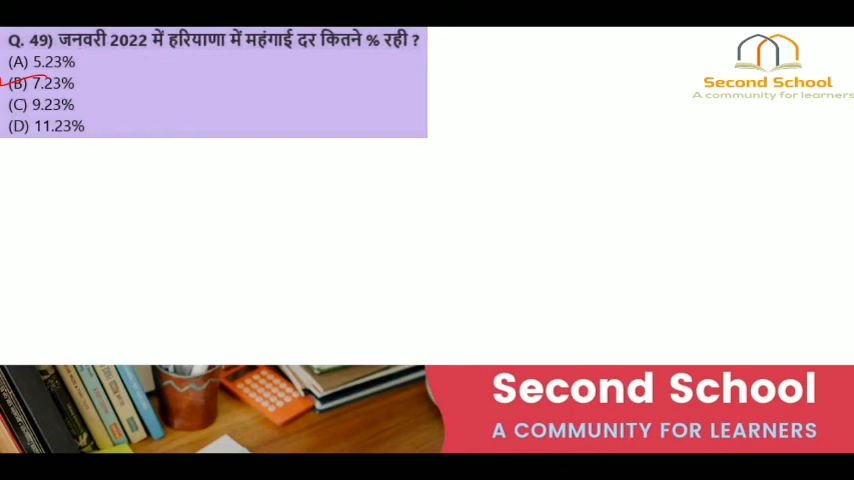 Q. 49) जनवरी 2022 में हरियाणा में महंगाई दर कितने % रही ?
(A) 5.23%
(B) 7.23%
(C) 9.23%
(D) 11.23%
Second School
A community for learners
Second School
A COMMUNITY FOR LEARNERS